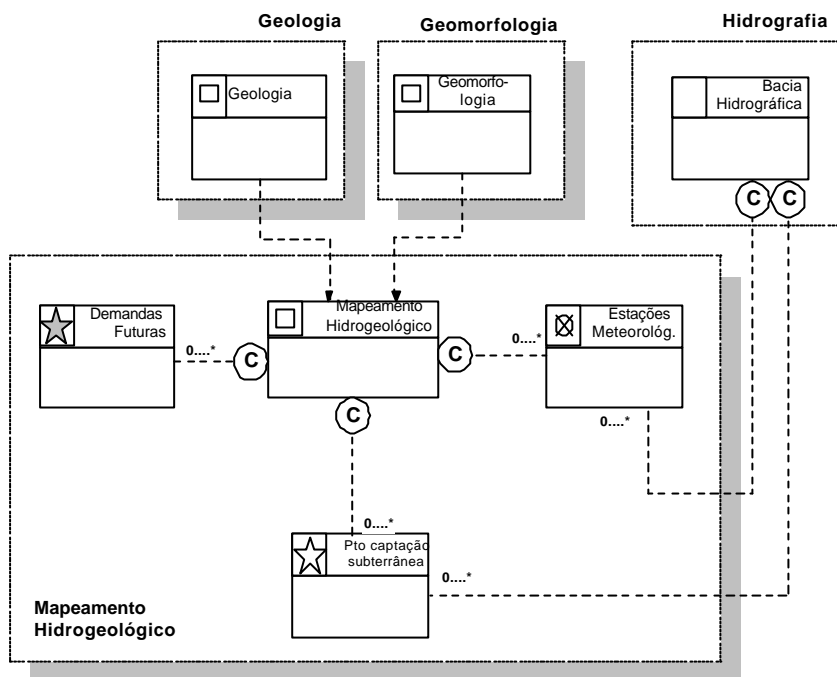 Geologia
Geomorfologia
Hidrografia
Geologia
Geomorfo-
logia
Bacia
Hidrográfica
C
C
Demandas
Futuras
0....*
C
Mapeamento
Hidrogeológico
C
0....*
Estações
Meteorológ.
0....*
C
0....*
Pto captação
subterrânea
0....*
Mapeamento
Hidrogeológico